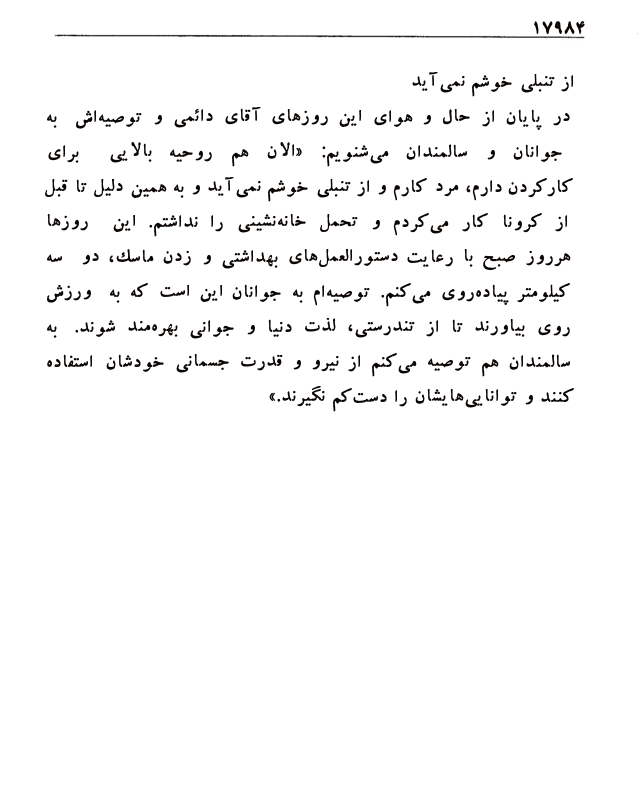 ۱۷۹۸۴
از تنبلی خوشم نمی‌آید
در پایان از حال و هوای این روزهای آقای دائمی و توصیه‌اش به
جوانان و سالمندان می‌شنویم: «الان هم روحیه بالایی برای
کارکردن دارم، مرد کارم و از تنبلی خوشم نمی‌آید و به همین دلیل تا قبل
از کرونا کار می‌کردم و تحمل خانه‌نشینی را نداشتم. این روزها
هرروز صبح با رعایت دستورالعمل‌های بهداشتی و زدن ماسك، دو سه
کیلومتر پیاده‌روی می‌کنم. توصیه‌ام به جوانان این است که به ورزش
روی بیاورند تا از تندرستی، لذت دنیا و جوانی بهره‌مند شوند. به
سالمندان هم توصیه می‌کنم از نیرو و قدرت جسمانی خودشان استفاده
کنند و توانایی‌هایشان را دست‌کم نگیرند.»